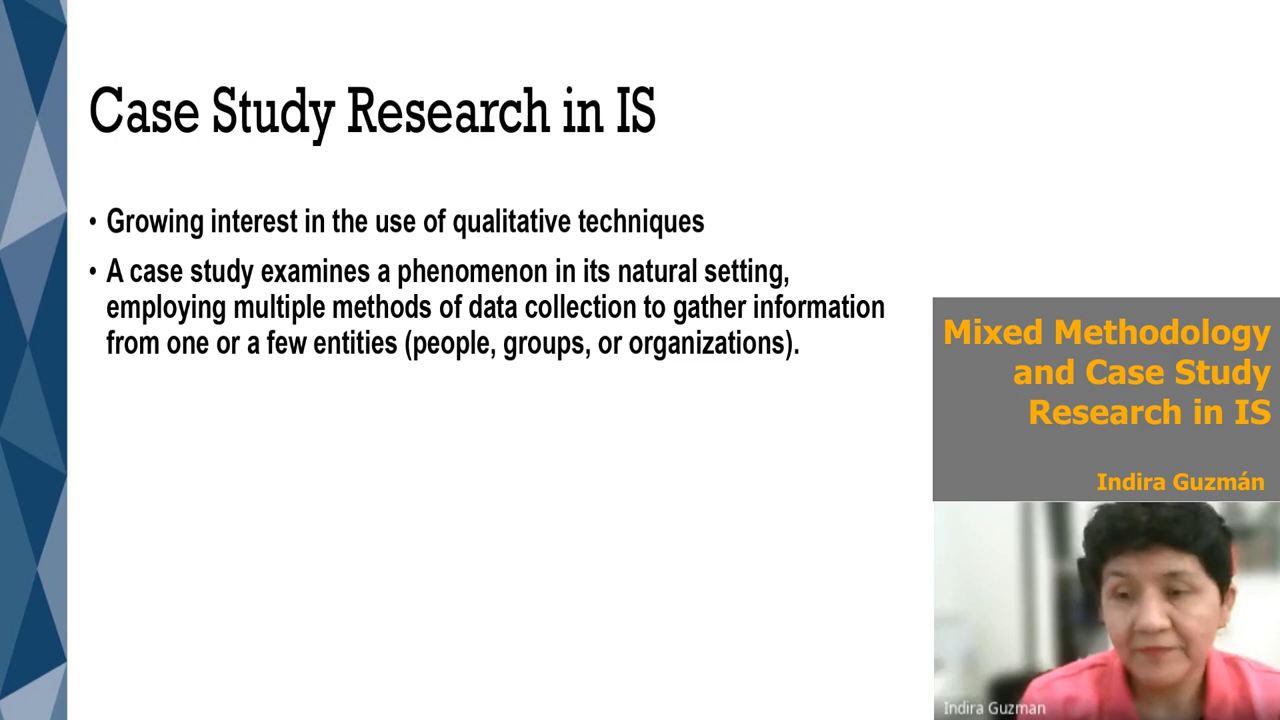 Case Study Research in IS
• Growing interest in the use of qualitative techniques
• A case study examines a phenomenon in its natural setting,
employing multiple methods of data collection to gather information
from one or a few entities (people, groups, or organizations).
Mixed Methodology
and Case Study
Research in IS
Indira Guzmán
Indira Guzman